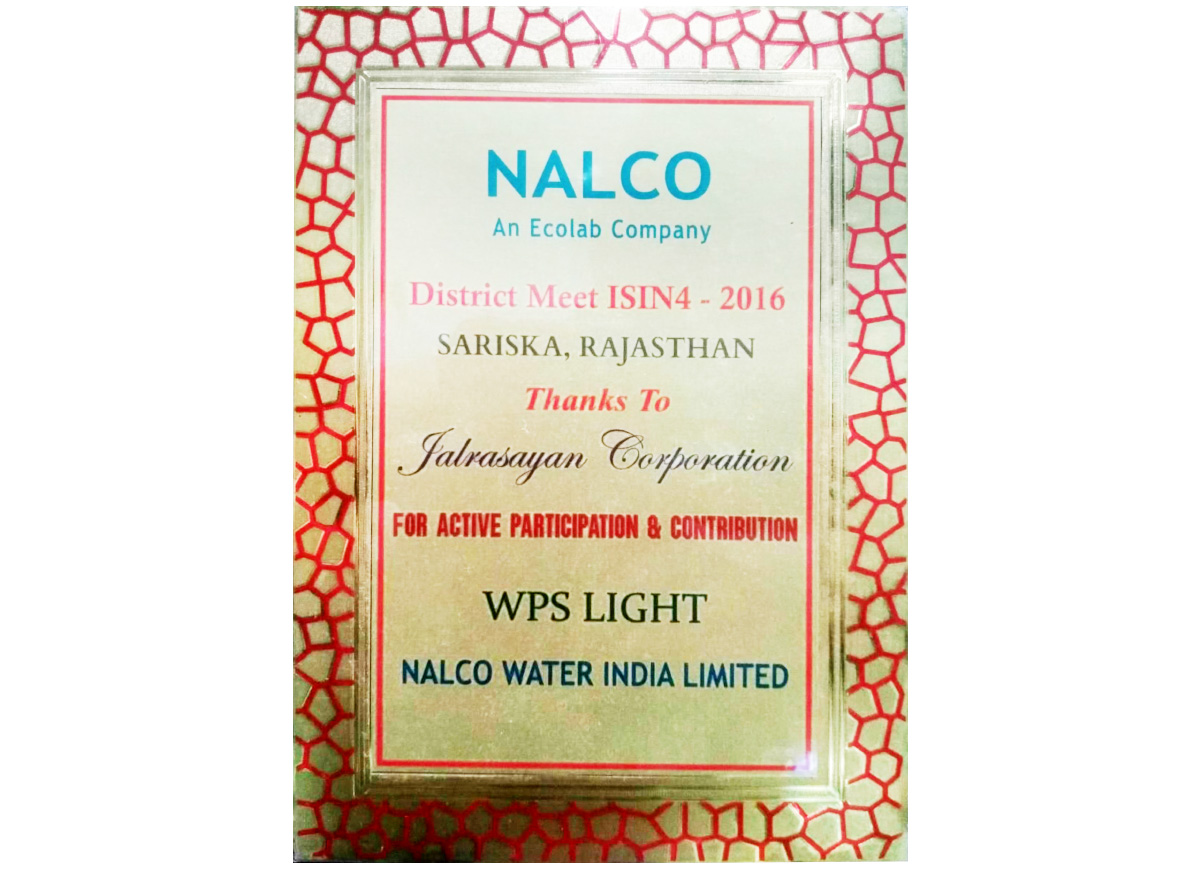 NALCO
An Ecolab Company
District Meet ISIN4 - 2016
SARISKA, RAJASTHAN
Thanks To
Jalrasayan Corporation
FOR ACTIVE PARTICIPATION & CONTRIBUTION
WPS LIGHT
NALCO WATER INDIA LIMITED